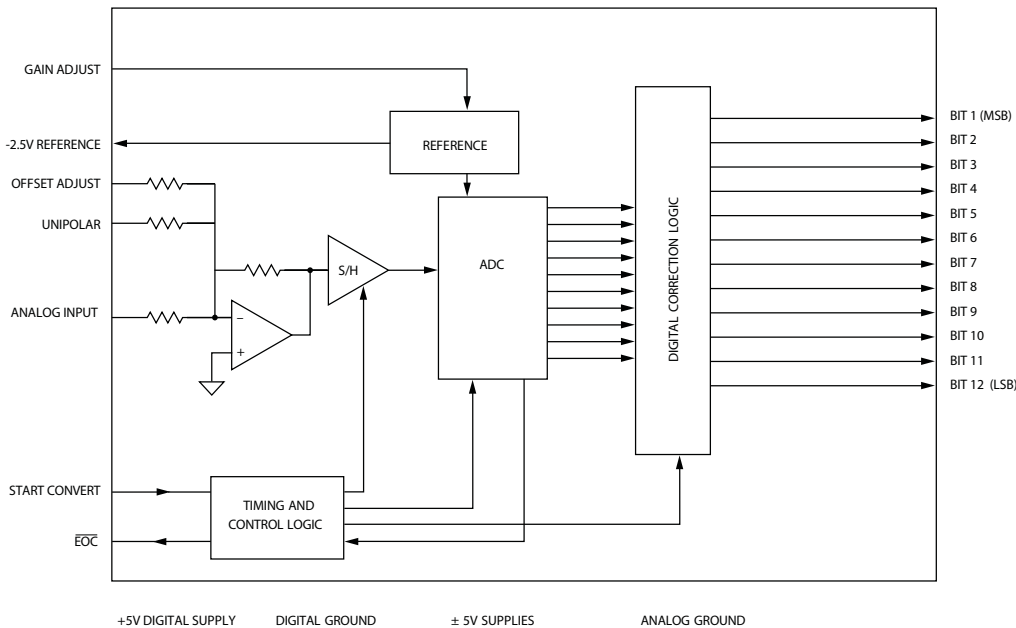 GAIN ADJUST
-2.5V REFERENCE
OFFSET ADJUST
UNIPOLAR
ANALOG INPUT
START CONVERT
EOC
REFERENCE
S/H
−
+
ADC
TIMING AND
CONTROL LOGIC
DIGITAL CORRECTION LOGIC
BIT 1 (MSB)
BIT 2
BIT 3
BIT 4
BIT 5
BIT 6
BIT 7
BIT 8
BIT 9
BIT 10
BIT 11
BIT 12 (LSB)
+5V DIGITAL SUPPLY
DIGITAL GROUND
± 5V SUPPLIES
ANALOG GROUND